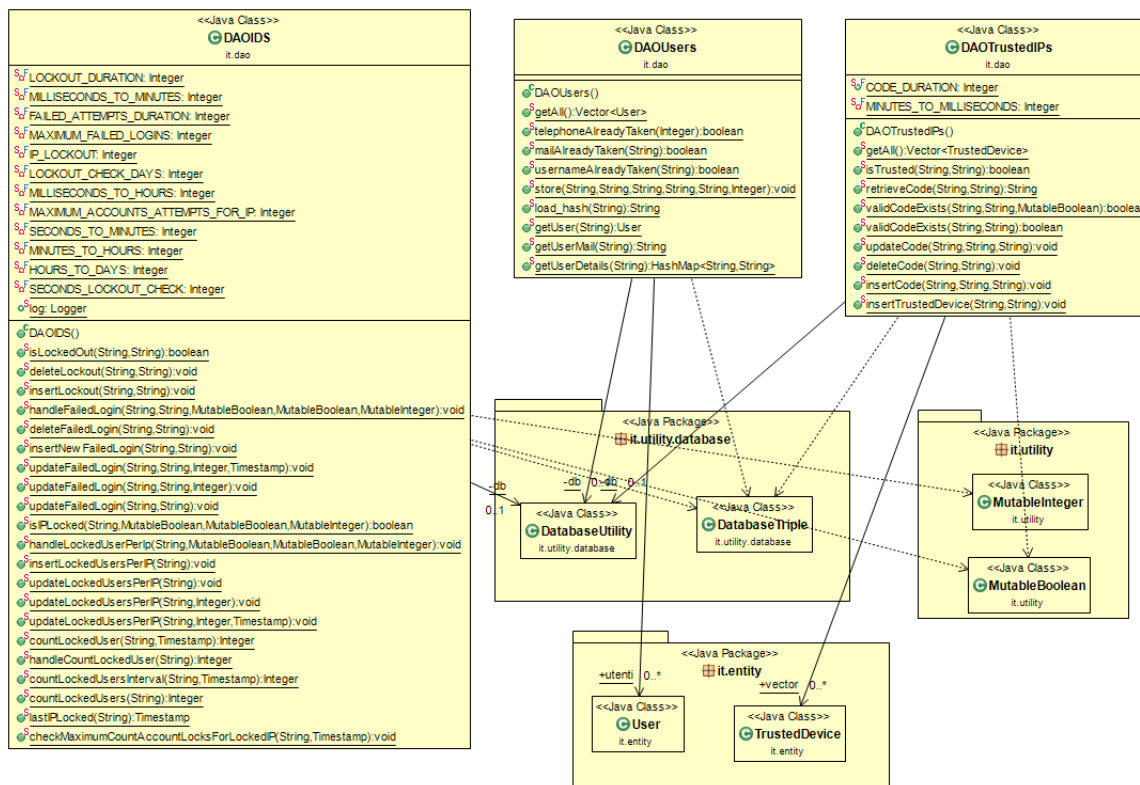 <<Java Class>>
DAOIDS
it.dao
LOCKOUT_DURATION: Integer
MILLISECONDS_TO_MINUTES: Integer
FAILED_ATTEMPTS_DURATION: Integer
MAXIMUM_FAILED_LOGINS: Integer
IP_LOCKOUT: Integer
LOCKOUT_CHECK_DAYS: Integer
MILLISECONDS_TO_HOURS: Integer
MAXIMUM_ACCOUNTS_ATTEMPTS_FOR_IP: Integer
SECONDS_TO_MINUTES: Integer
MINUTES_TO_HOURS: Integer
HOURS_TO_DAYS: Integer
SECONDS_LOCKOUT_CHECK: Integer
log: Logger
DAOIDS()
isLockedOut(String,String):boolean
deleteLockout(String,String):void
insertLockout(String,String):void
handleFailedLogin(String,String,MutableBoolean,MutableBoolean,MutableInteger):void
deleteFailedLogin(String,String):void
insertNewFailedLogin(String,String):void
updateFailedLogin(String,String,Integer,Timestamp):void
updateFailedLogin(String,String,Integer):void
updateFailedLogin(String,String):void
isIPLocked(String,MutableBoolean,MutableBoolean,MutableInteger):boolean
handleLockedUserPerIp(String,MutableBoolean,MutableBoolean,MutableInteger):void
insertLockedUsersPerIP(String):void
updateLockedUsersPerIP(String):void
updateLockedUsersPerIP(String,Integer):void
updateLockedUsersPerIP(String,Integer,Timestamp):void
countLockedUser(String,Timestamp):Integer
handleCountLockedUser(String):Integer
countLockedUsersInterval(String,Timestamp):Integer
countLockedUsers(String):Integer
lastIPLocked(String):Timestamp
checkMaximumCountAccountLocksForLockedIP(String,Timestamp):void
<<Java Class>>
DAOUsers
it.dao
DAOUsers()
getAll():Vector<User>
telephoneAlreadyTaken(Integer):boolean
mailAlreadyTaken(String):boolean
usernameAlreadyTaken(String):boolean
store(String,String,String,String,String,Integer):void
load_hash(String):String
getUser(String):User
getUserMail(String):String
getUserDetails(String):HashMap<String,String>
<<Java Class>>
DAOTrustedIPs
it.dao
CODE_DURATION: Integer
MINUTES_TO_MILLISECONDS: Integer
DAOTrustedIPs()
getAll():Vector<TrustedDevice>
isTrusted(String,String):boolean
retrieveCode(String,String):String
validCodeExists(String,String,MutableBoolean):boolean
validCodeExists(String,String):boolean
updateCode(String,String,String):void
deleteCode(String,String):void
insertCode(String,String,String):void
insertTrustedDevice(String,String):void
<<Java Package>>
it.utility.database
-db
0..1
-db 0..1
-db 0..1
<<Java Class>>
DatabaseUtility
it.utility.database
<<Java Class>>
DatabaseTriple
it.utility.database
<<Java Package>>
it.utility
<<Java Class>>
MutableInteger
it.utility
<<Java Class>>
MutableBoolean
it.utility
<<Java Package>>
it.entity
+utenti 0..*
+vector 0..*
<<Java Class>>
User
it.entity
<<Java Class>>
TrustedDevice
it.entity